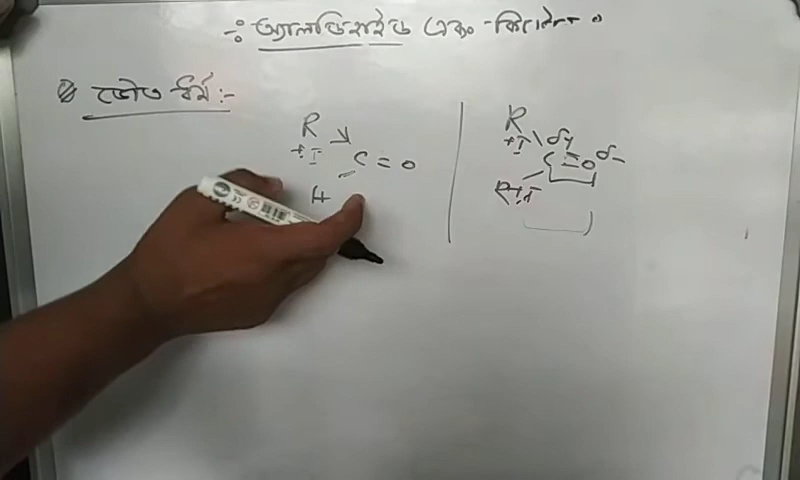 -: অ্যালডিহাইড এবং কিটোন :-
⊛ ভৌত ধর্ম :-
R
+I
C = O
H
R
+I δ+
C = O δ-
R +I